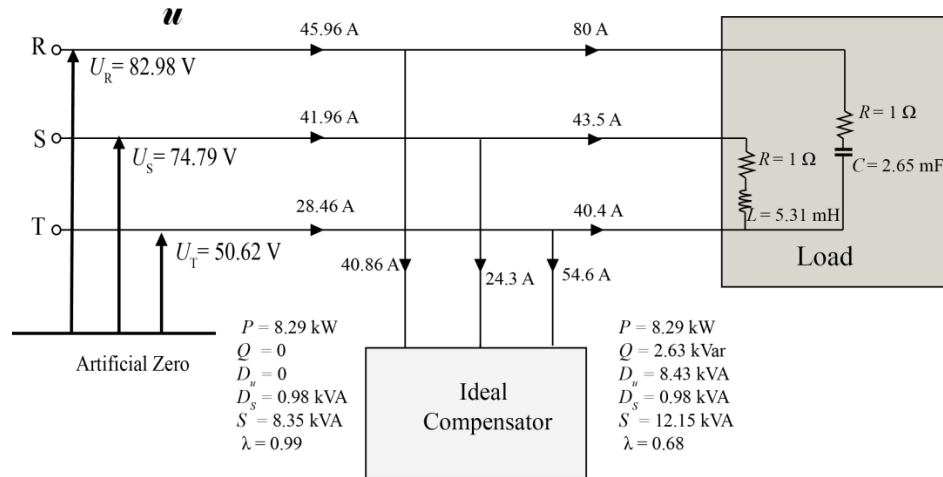 u
R
45.96 A
80 A
U_R = 82.98 V
R = 1 Ω
C = 2.65 mF
S
41.96 A
43.5 A
U_S = 74.79 V
R = 1 Ω
L = 5.31 mH
T
28.46 A
40.4 A
U_T = 50.62 V
Load
40.86 A
24.3 A
54.6 A
Artificial Zero
P = 8.29 kW
Q = 0
D_u = 0
D_s = 0.98 kVA
S = 8.35 kVA
λ = 0.99
Ideal
Compensator
P = 8.29 kW
Q = 2.63 kVar
D_u = 8.43 kVA
D_s = 0.98 kVA
S = 12.15 kVA
λ = 0.68